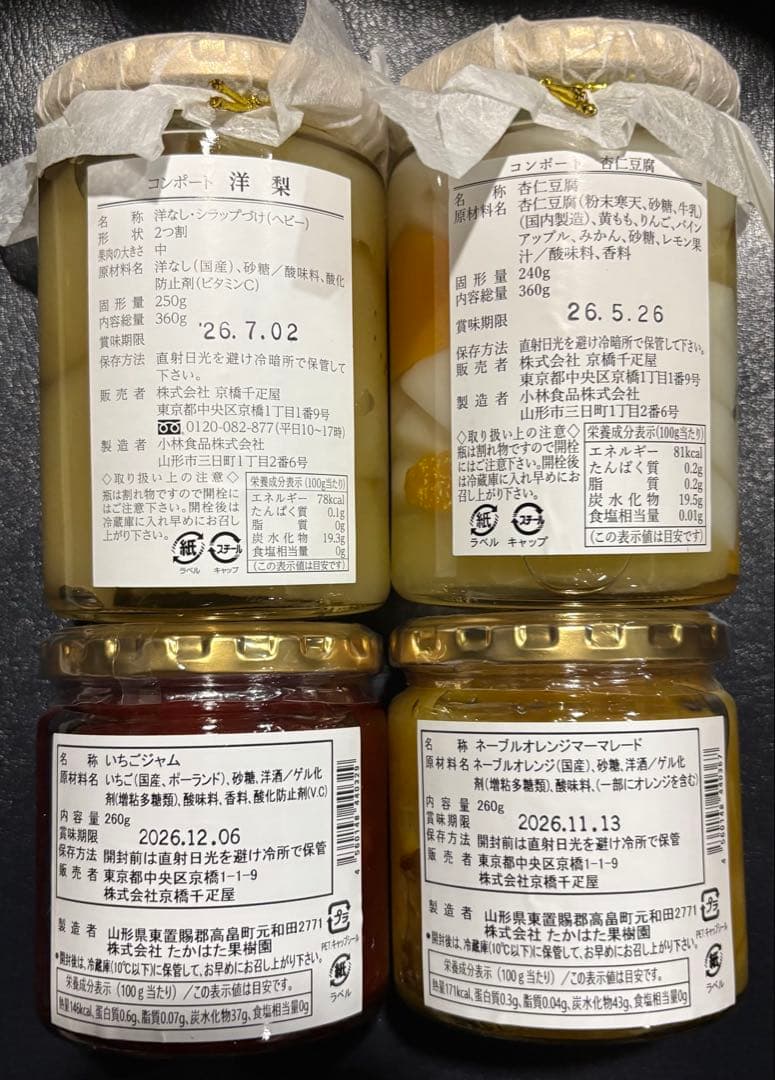 コンポート 洋梨
名称 洋なし・シラップづけ(ヘビー)
形状 2つ割
果肉の大きさ 中
原材料名 洋なし(国産)、砂糖/酸味料、酸化
防止剤(ビタミンC)
固形量 250g
内容総量 360g
賞味期限 '26.7.02
保存方法 直射日光を避け冷暗所で保管して
下さい。
販売者 株式会社 京橋千疋屋
東京都中央区京橋1丁目1番9号
0120-082-877(平日10~17時)
製造者 小林食品株式会社
山形市三日町1丁目2番6号
◇取り扱い上の注意◇
瓶は割れ物ですので開栓に
はご注意下さい。開栓後は
冷蔵庫に入れ早めにお召し
上がり下さい。
紙
ラベル
スチール
キャップ
栄養成分表示(100g当たり)
エネルギー 78kcal
たんぱく質 0.1g
脂質 0g
炭水化物 19.3g
食塩相当量 0g
(この表示値は目安です)
コンポート 杏仁豆腐
名称 杏仁豆腐
原材料名 杏仁豆腐(粉末寒天、砂糖、牛乳)
(国内製造)、黄もも、りんご、パイン
アップル、みかん、砂糖、レモン果
汁/酸味料、香料
固形量 240g
内容総量 360g
賞味期限 26.5.26
保存方法 直射日光を避け冷暗所で保管して下さい。
販売者 株式会社 京橋千疋屋
東京都中央区京橋1丁目1番9号
製造者 小林食品株式会社
山形市三日町1丁目2番6号
◇取り扱い上の注意◇
瓶は割れ物ですので開栓
にはご注意下さい。開栓後
は冷蔵庫に入れ早めにお
召し上がり下さい。
紙
ラベル
スチール
キャップ
栄養成分表示(100g当たり)
エネルギー 81kcal
たんぱく質 0.2g
脂質 0.2g
炭水化物 19.5g
食塩相当量 0.01g
(この表示値は目安です)
名称 いちごジャム
原材料名 いちご(国産、ポーランド)、砂糖、洋酒/ゲル化
剤(増粘多糖類)、酸味料、香料、酸化防止剤(V.C)
内容量 260g
賞味期限 2026.12.06
保存方法 開封前は直射日光を避け冷所で保管
販売者 東京都中央区京橋1-1-9
株式会社京橋千疋屋
製造者 山形県東置賜郡高畠町元和田2771
株式会社 たかはた果樹園
●開封後は、冷蔵庫(10℃以下)に保管して、お早めにお召し上がり下さい。
栄養成分表示(100g当たり)/この表示値は目安です。
熱量146kcal、蛋白質0.6g、脂質0.07g、炭水化物37g、食塩相当量0g
4 560148 440329
プラ
PETキャップシール
紙
ラベル
名称 ネーブルオレンジマーマレード
原材料名 ネーブルオレンジ(国産)、砂糖、洋酒/ゲル化
剤(増粘多糖類)、酸味料、(一部にオレンジを含む)
内容量 260g
賞味期限 2026.11.13
保存方法 開封前は直射日光を避け冷所で保管
販売者 東京都中央区京橋1-1-9
株式会社京橋千疋屋
製造者 山形県東置賜郡高畠町元和田2771
株式会社 たかはた果樹園
●開封後は、冷蔵庫(10℃以下)に保管して、お早めにお召し上がり下さい。
栄養成分表示(100g当たり)/この表示値は目安です。
熱量171kcal、蛋白質0.3g、脂質0.04g、炭水化物43g、食塩相当量0g
4 560148 440367
プラ
PETキャップシール
紙
ラベル